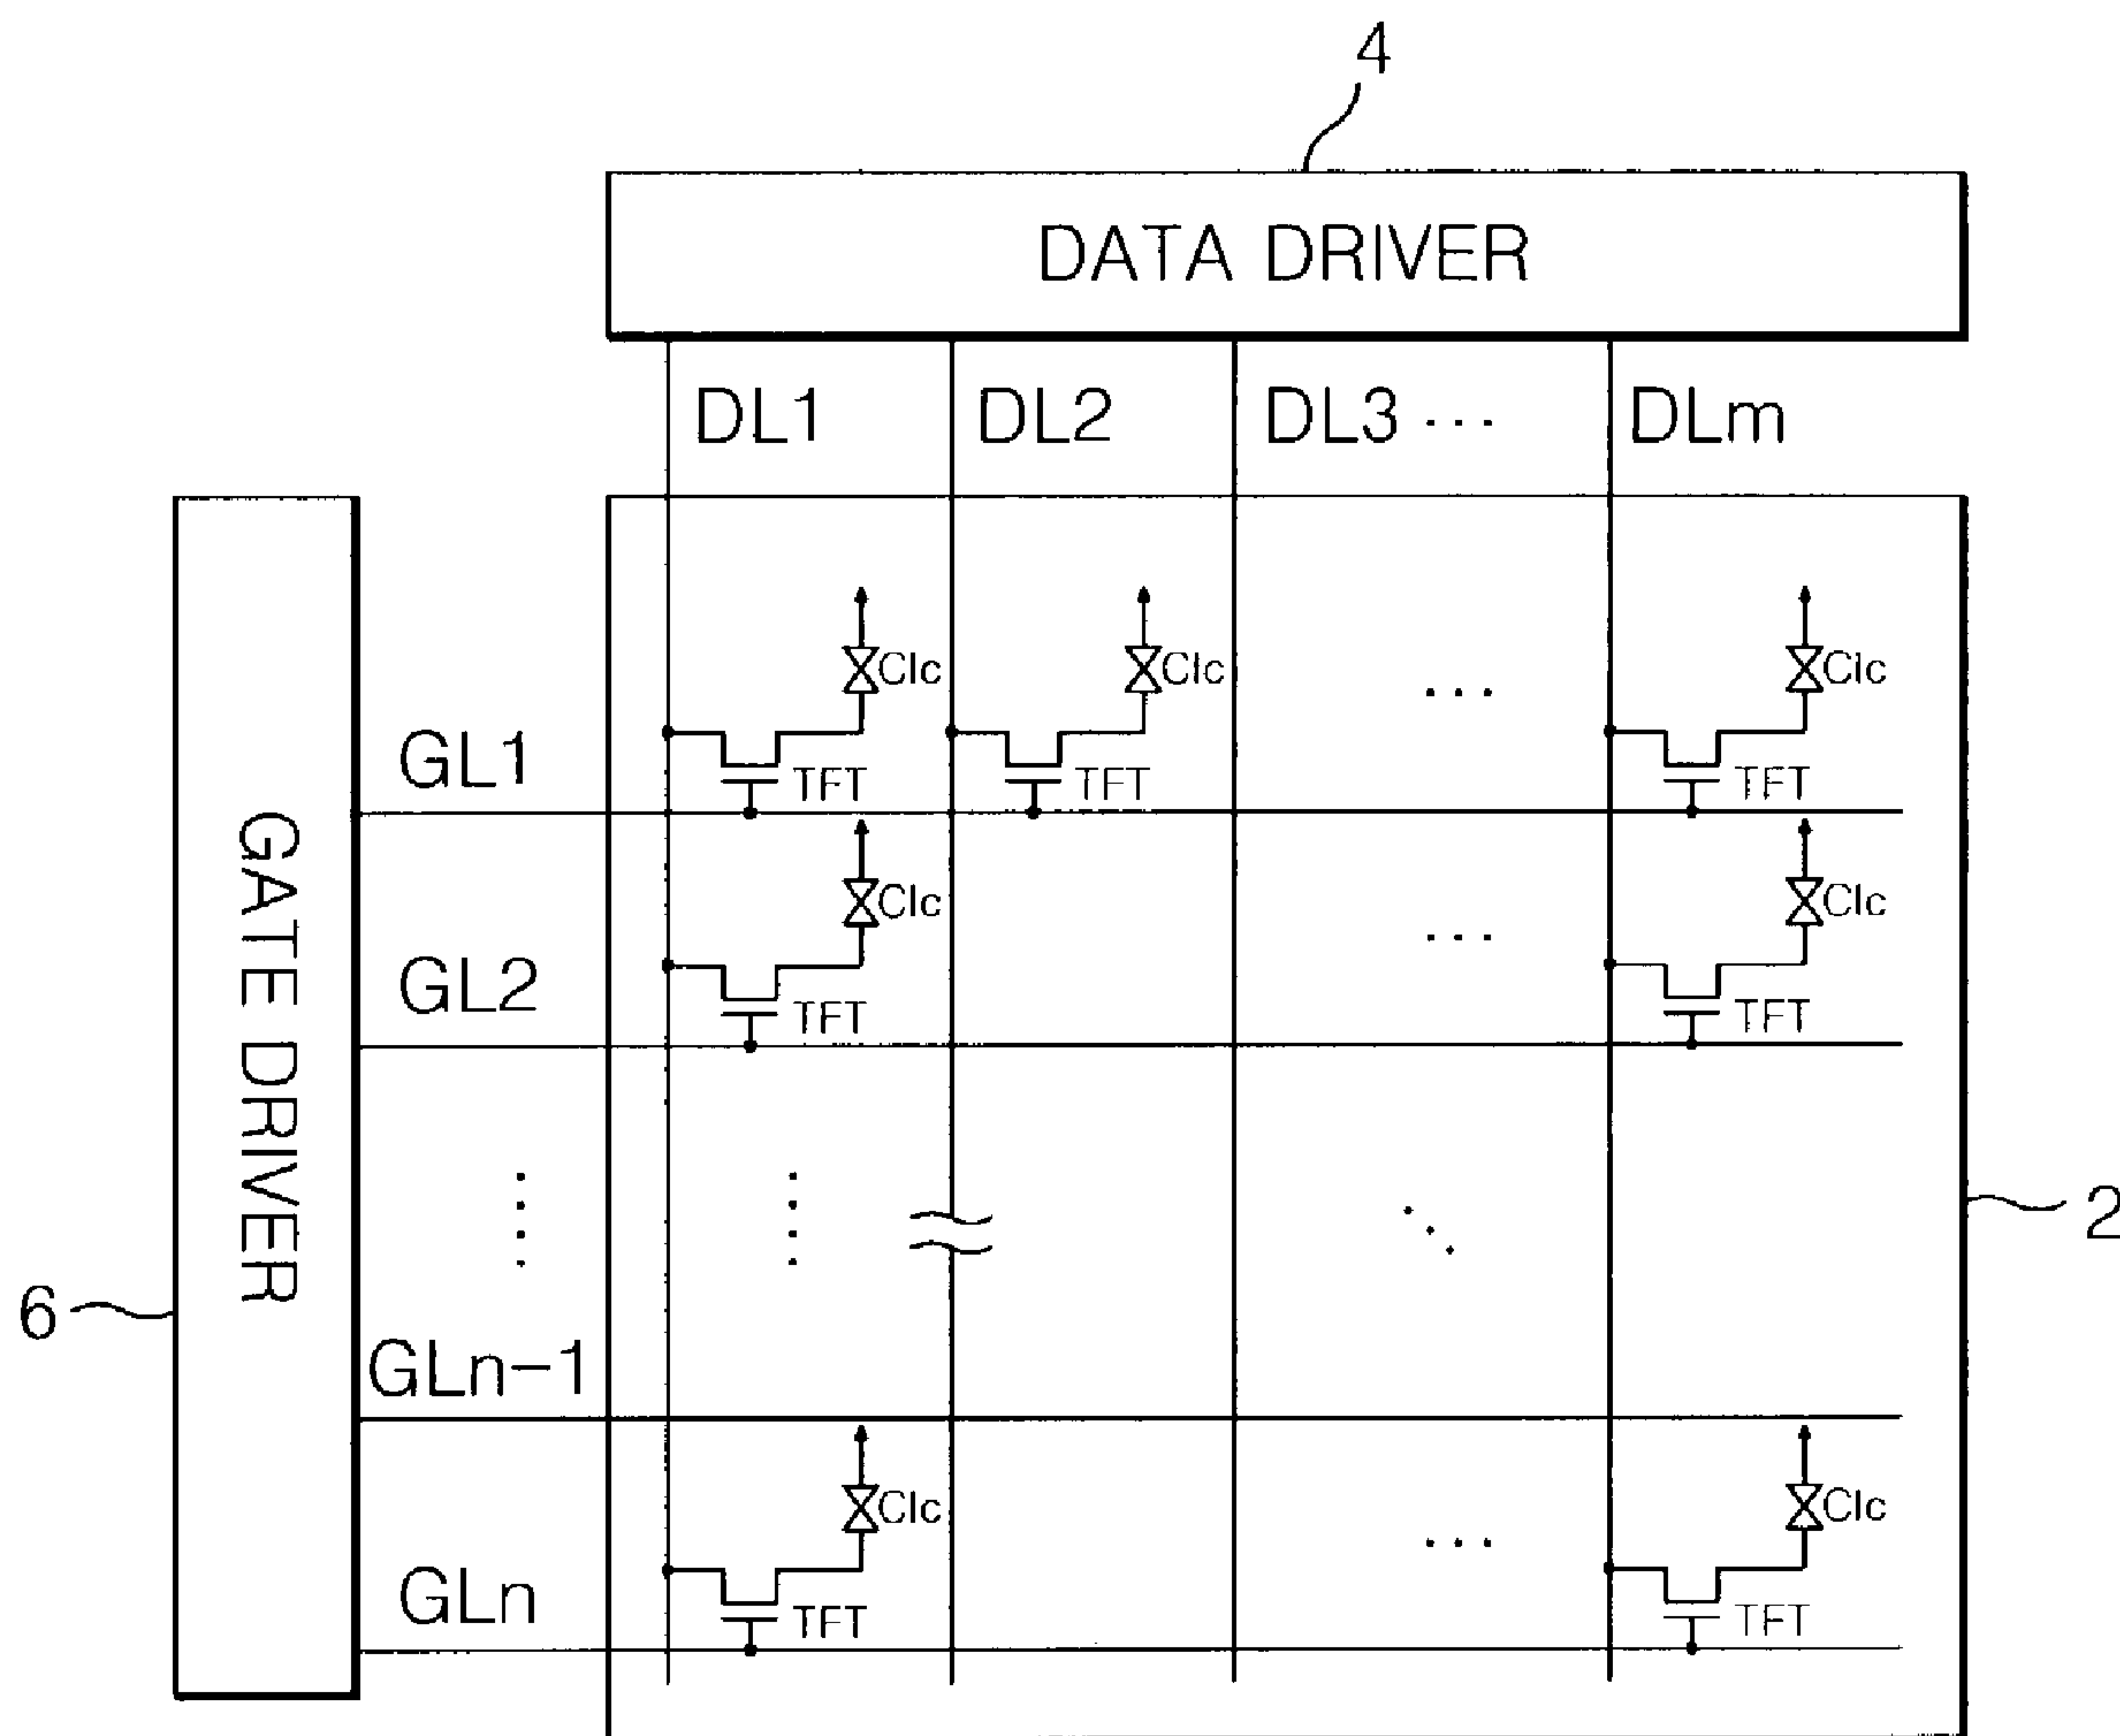 4
DATA DRIVER
DL1 DL2 DL3 ... DLm
Clc Clc ... Clc
GL1 TFT TFT TFT
Clc ... Clc
GL2 TFT TFT
GATE DRIVER
2
6
GLn-1
Clc ... Clc
GLn TFT TFT